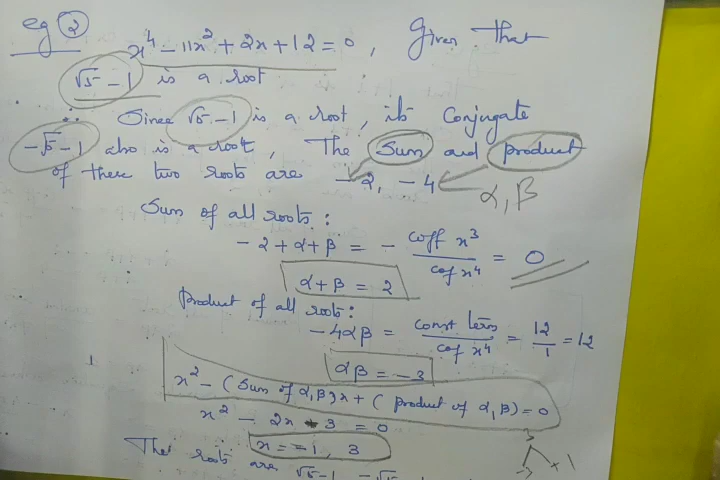 eg ②
x⁴ - 11x² + 2x + 12 = 0, Given that
√5 - 1 is a root
∴ Since √5 - 1 is a root, its Conjugate
-√5 - 1 also is a root, The Sum and product
of these two roots are -2, -4
α, β
Sum of all roots:
-2 + α + β = - coff x³ / cof x⁴ = 0
α + β = 2
Product of all roots:
-4αβ = const term / cof x⁴ = 12/1 = 12
αβ = -3
x² - (Sum of α, β)x + (product of α, β) = 0
x² - 2x - 3 = 0
x = -1, 3
The roots are √5-1, -√5
-3 +1